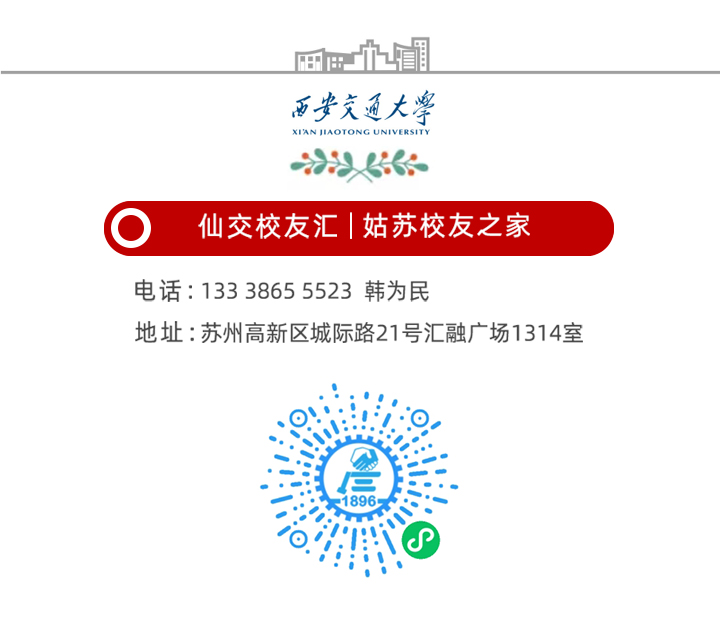 西安交通大學
XI'AN JIAOTONG UNIVERSITY
仙交校友汇|姑苏校友之家
电话:133 3865 5523 韩为民
地址:苏州高新区城际路21号汇融广场1314室
1896